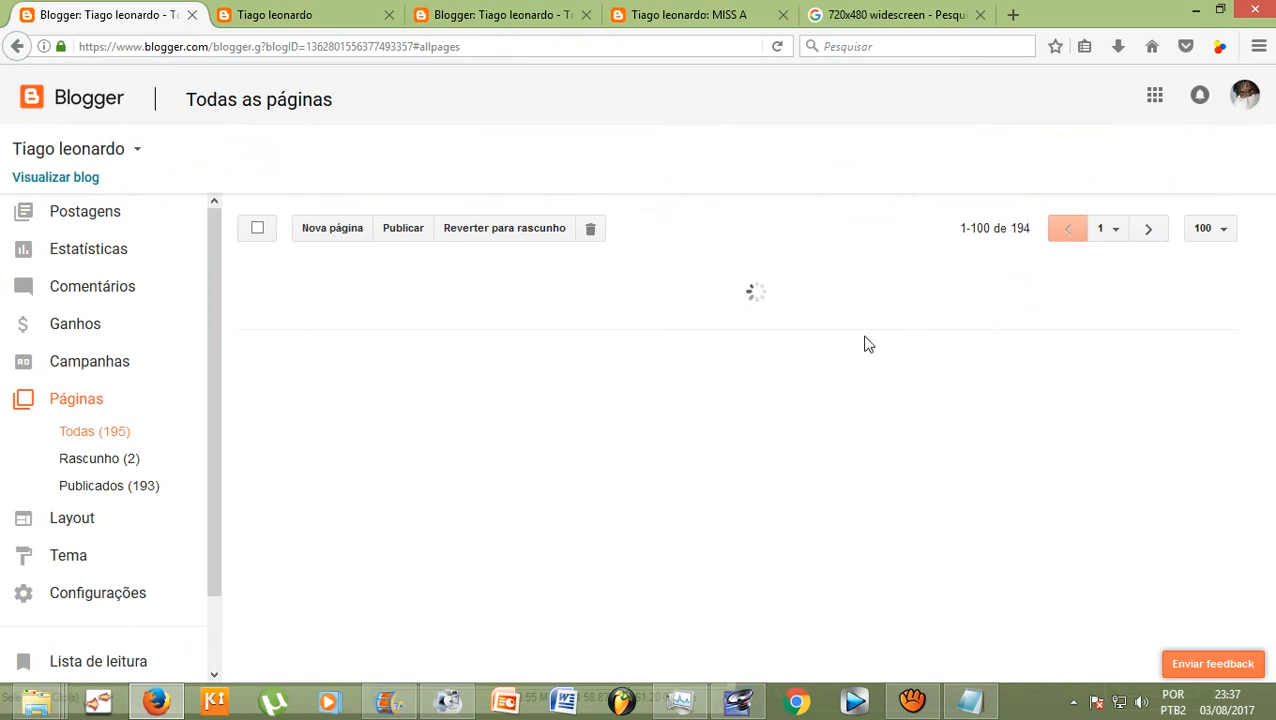 Blogger: Tiago leonardo - To
Tiago leonardo
Blogger: Tiago leonardo - To
Tiago leonardo: MISS A
720x480 widescreen - Pesqui
https://www.blogger.com/blogger.g?blogID=1362801556377493357#allpages
Pesquisar
Blogger
Todas as páginas
Tiago leonardo
Visualizar blog
Postagens
Estatísticas
Comentários
Ganhos
Campanhas
Páginas
Todas (195)
Rascunho (2)
Publicados (193)
Layout
Tema
Configurações
Lista de leitura
Nova página
Publicar
Reverter para rascunho
1-100 de 194
1
100
Enviar feedback
POR
PTB2
23:37
03/08/2017